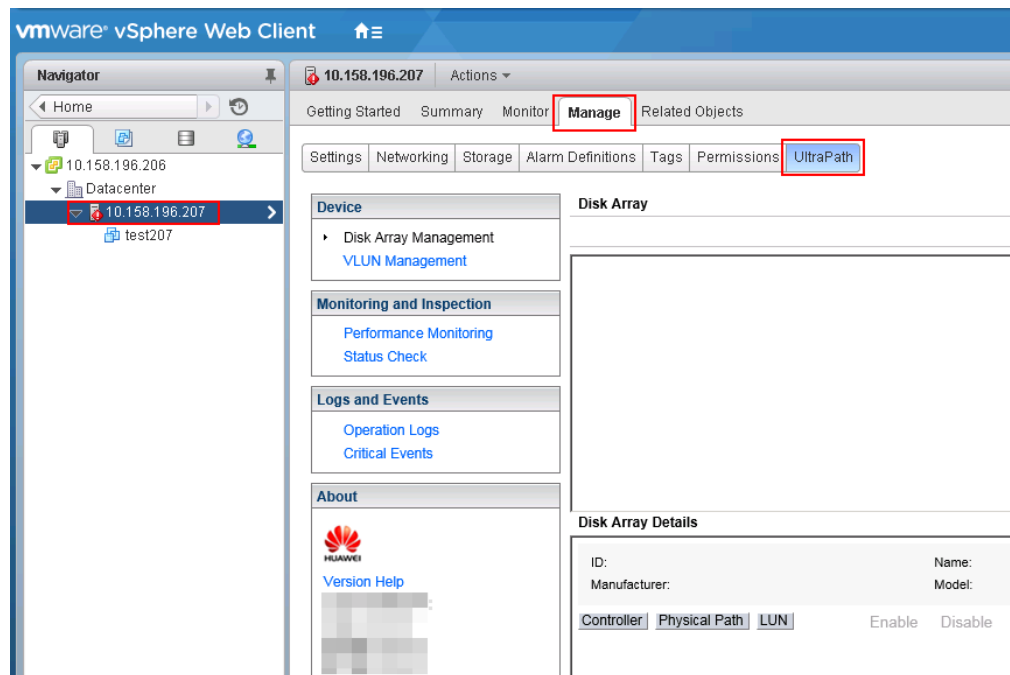 vmware® vSphere Web Client
Navigator
Home
10.158.196.206
Datacenter
10.158.196.207
test207
10.158.196.207 Actions
Getting Started Summary Monitor Manage Related Objects
Settings Networking Storage Alarm Definitions Tags Permissions UltraPath
Device
Disk Array Management
VLUN Management
Monitoring and Inspection
Performance Monitoring
Status Check
Logs and Events
Operation Logs
Critical Events
About
HUAWEI
Version Help
Disk Array
Disk Array Details
ID: Name:
Manufacturer: Model:
Controller Physical Path LUN Enable Disable